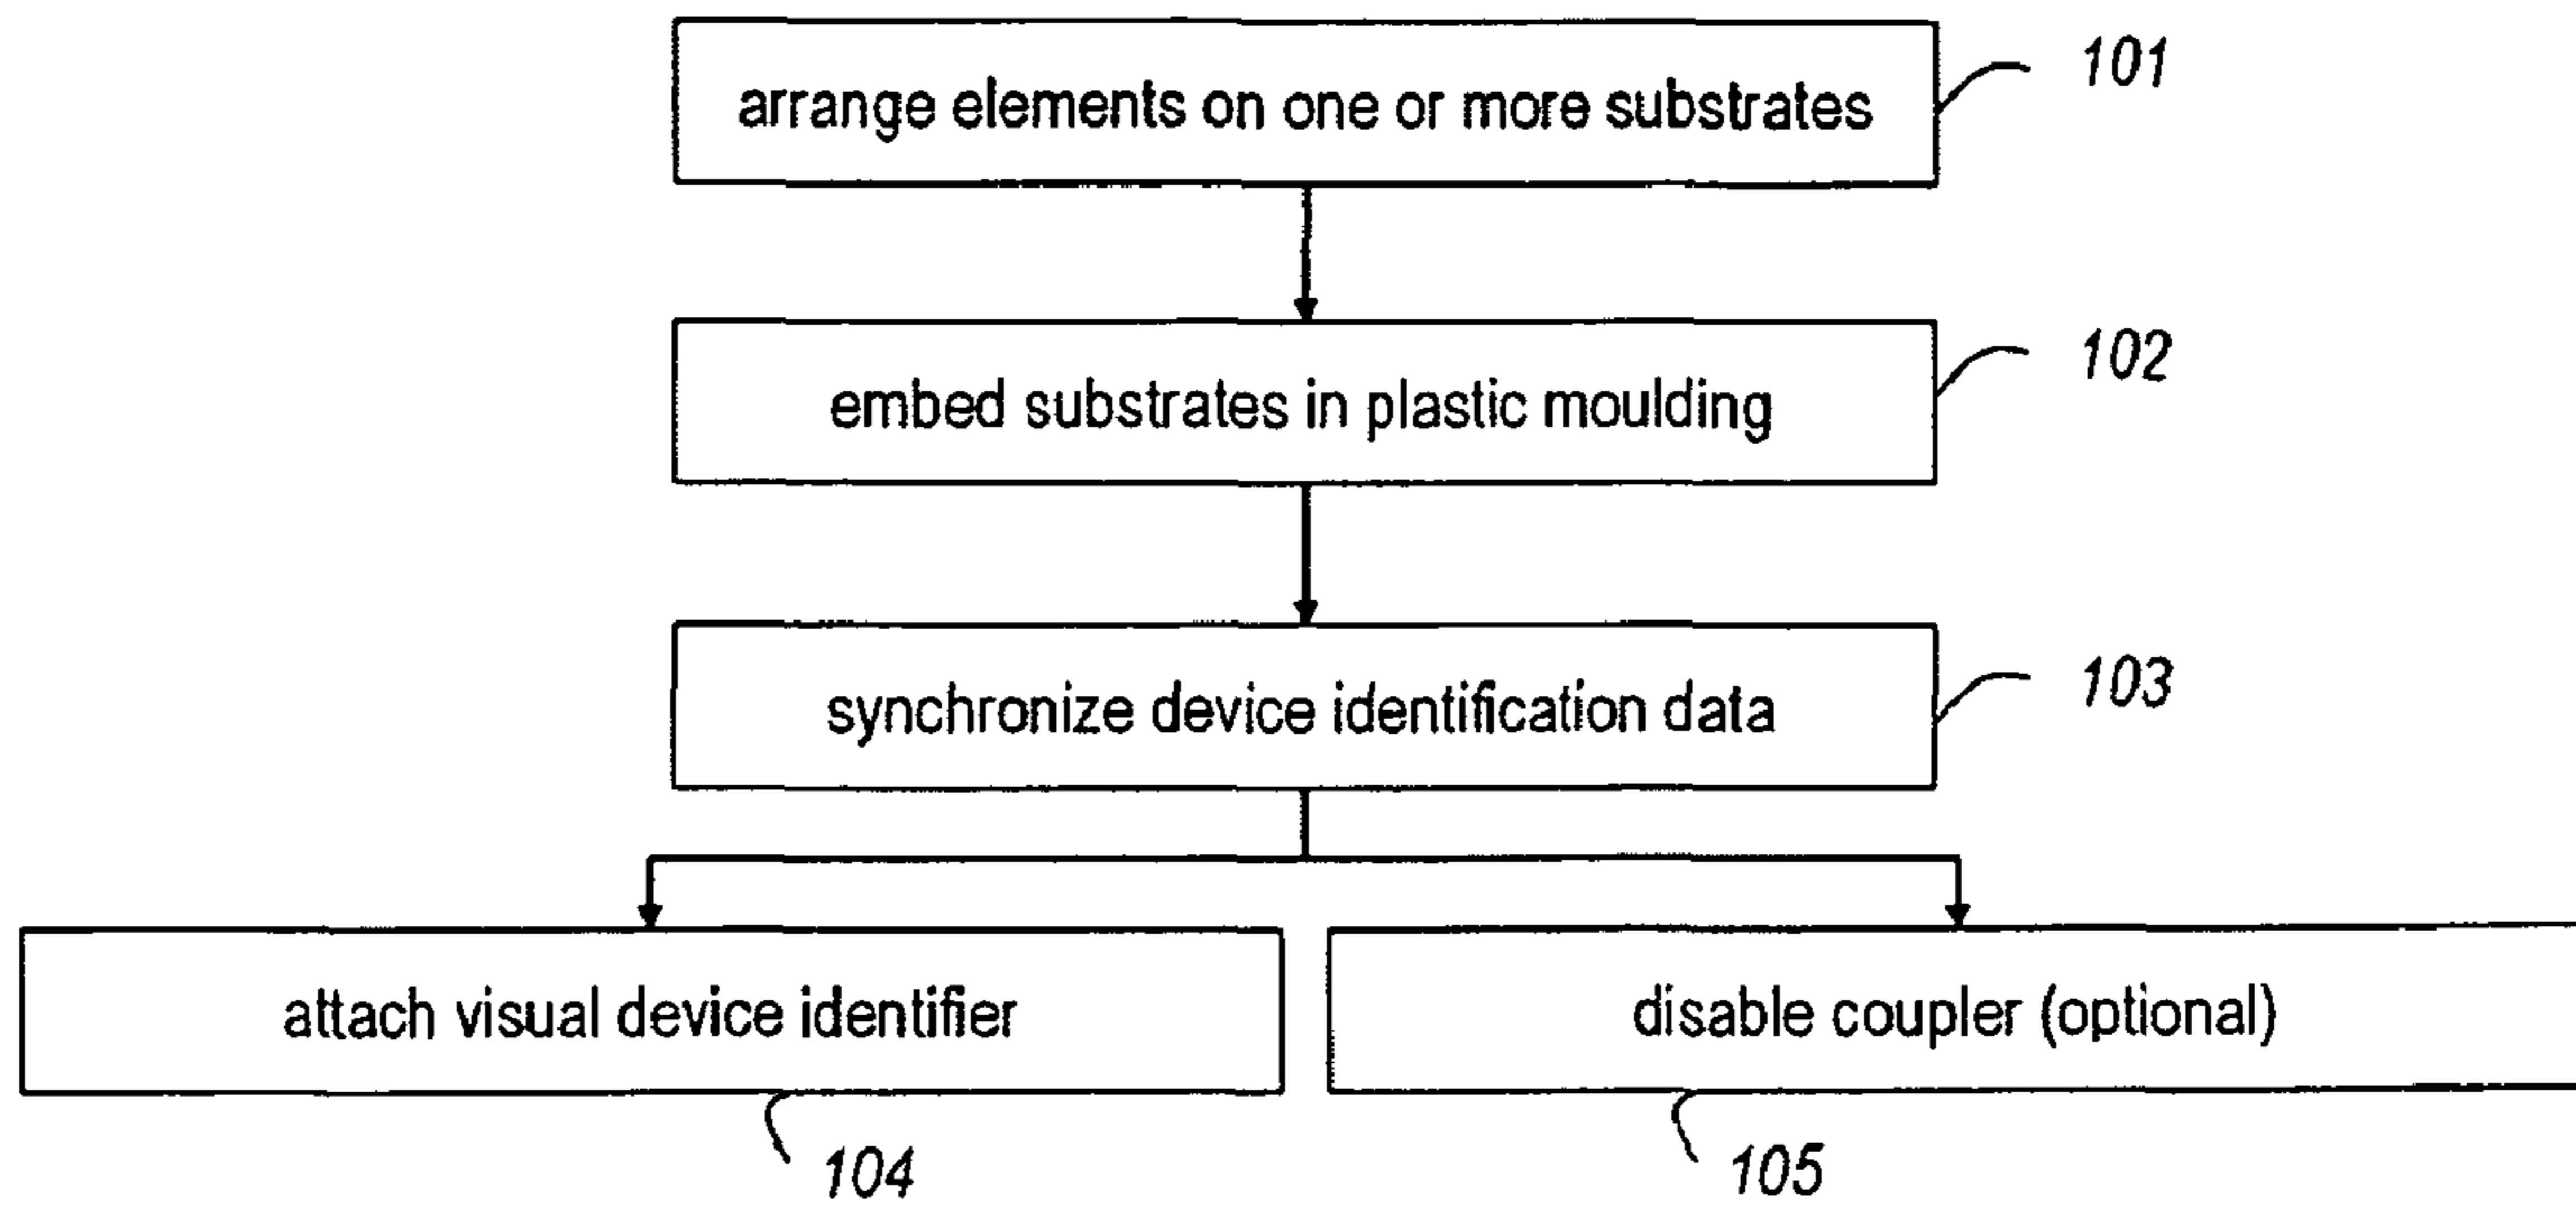 arrange elements on one or more substrates
101
embed substrates in plastic moulding
102
synchronize device identification data
103
attach visual device identifier
104
disable coupler (optional)
105